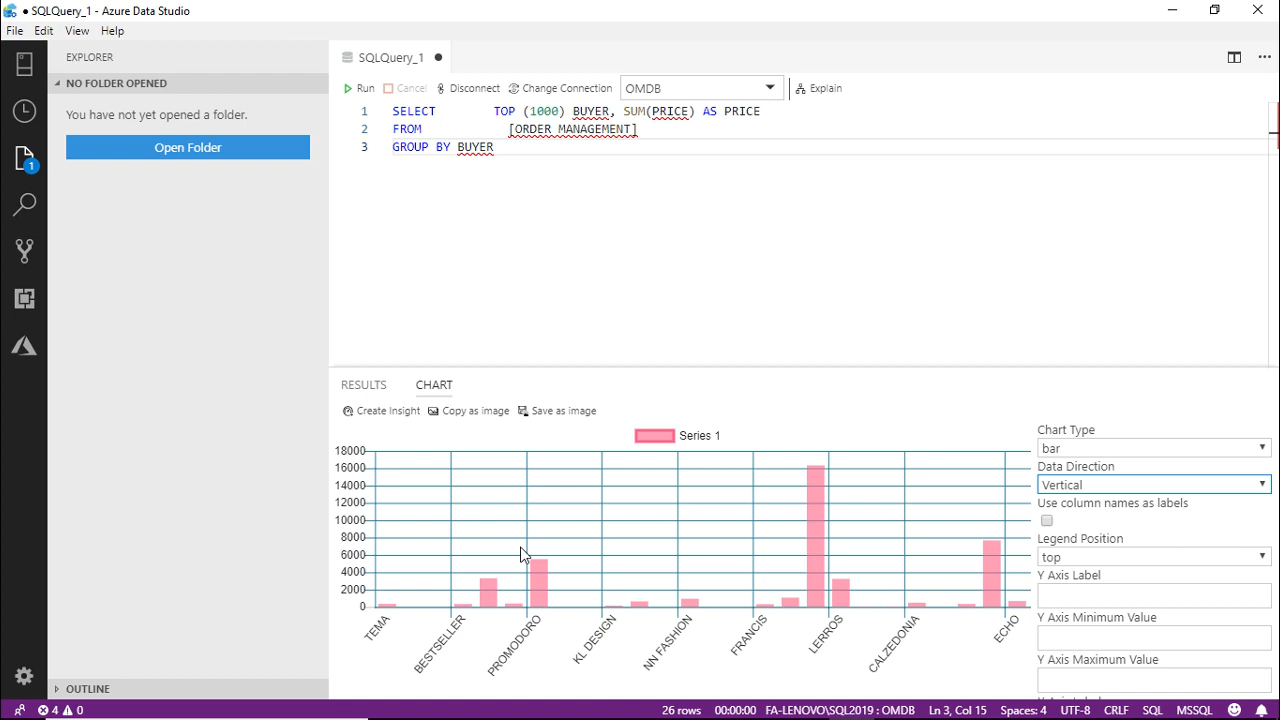 ● SQLQuery_1 - Azure Data Studio
File Edit View Help
EXPLORER
NO FOLDER OPENED
You have not yet opened a folder.
Open Folder
1
OUTLINE
SQLQuery_1 ●
Run Cancel Disconnect Change Connection OMDB Explain
1 SELECT TOP (1000) BUYER, SUM(PRICE) AS PRICE
2 FROM [ORDER MANAGEMENT]
3 GROUP BY BUYER
RESULTS CHART
Create Insight Copy as image Save as image
Series 1
18000
16000
14000
12000
10000
8000
6000
4000
2000
0
TEMA BESTSELLER PROMODORO KL DESIGN NN FASHION FRANCIS LERROS CALZEDONIA ECHO
Chart Type
bar
Data Direction
Vertical
Use column names as labels
Legend Position
top
Y Axis Label
Y Axis Minimum Value
Y Axis Maximum Value
4 0 26 rows 00:00:00 FA-LENOVO\SQL2019 : OMDB Ln 3, Col 15 Spaces: 4 UTF-8 CRLF SQL MSSQL